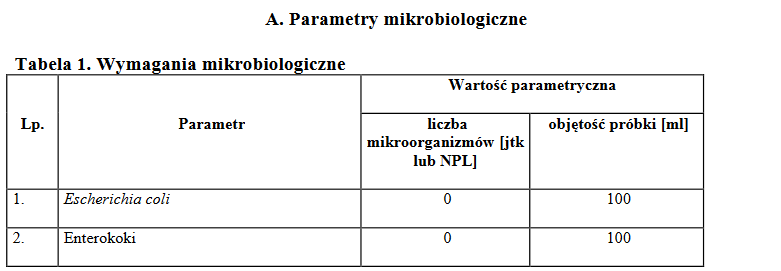 A. Parametry mikrobiologiczne
Tabela 1. Wymagania mikrobiologiczne
Wartość parametryczna
Lp.
Parametr
liczba
mikroorganizmów [jtk
lub NPL]
objętość próbki [ml]
1.
Escherichia coli
0
100
2.
Enterokoki
0
100